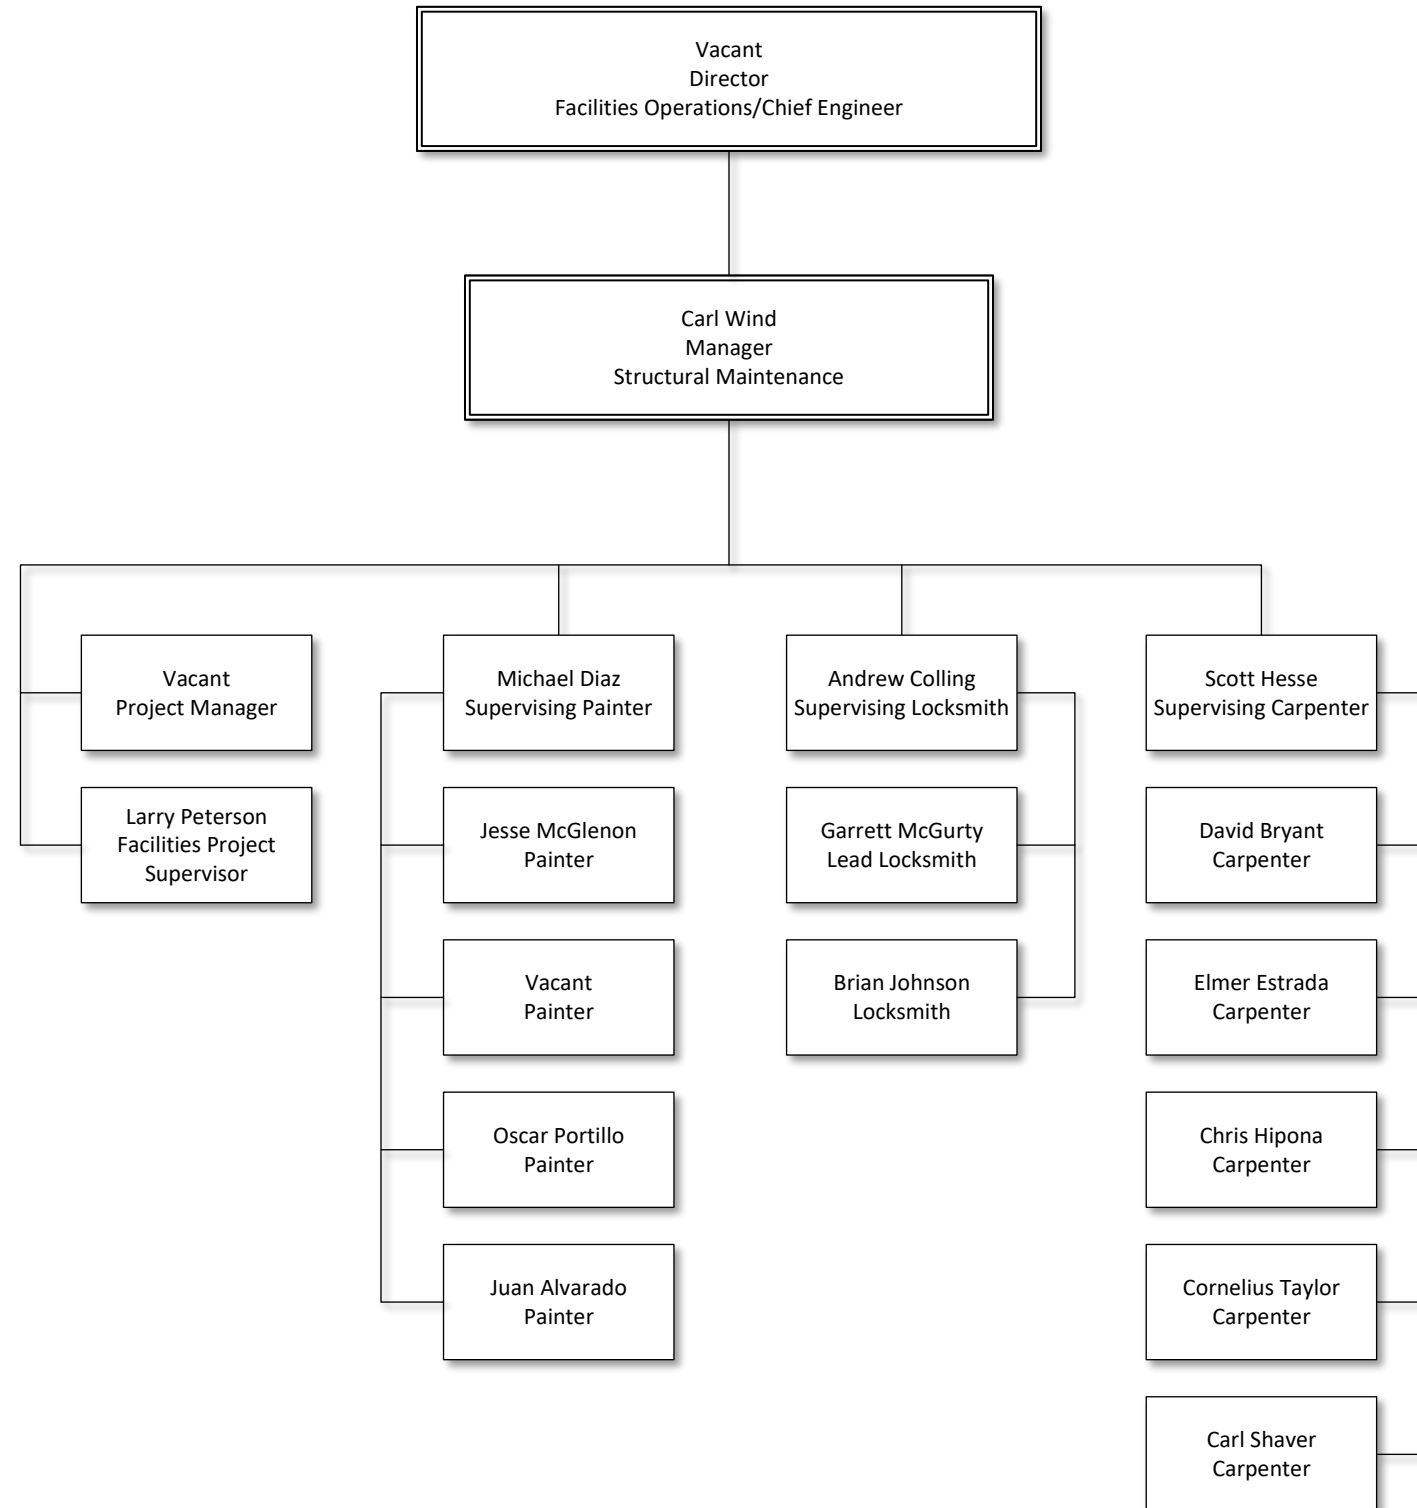 Vacant
Director
Facilities Operations/Chief Engineer
Carl Wind
Manager
Structural Maintenance
Vacant
Project Manager
Larry Peterson
Facilities Project
Supervisor
Michael Diaz
Supervising Painter
Jesse McGlenon
Painter
Vacant
Painter
Oscar Portillo
Painter
Juan Alvarado
Painter
Andrew Colling
Supervising Locksmith
Garrett McGurty
Lead Locksmith
Brian Johnson
Locksmith
Scott Hesse
Supervising Carpenter
David Bryant
Carpenter
Elmer Estrada
Carpenter
Chris Hipona
Carpenter
Cornelius Taylor
Carpenter
Carl Shaver
Carpenter